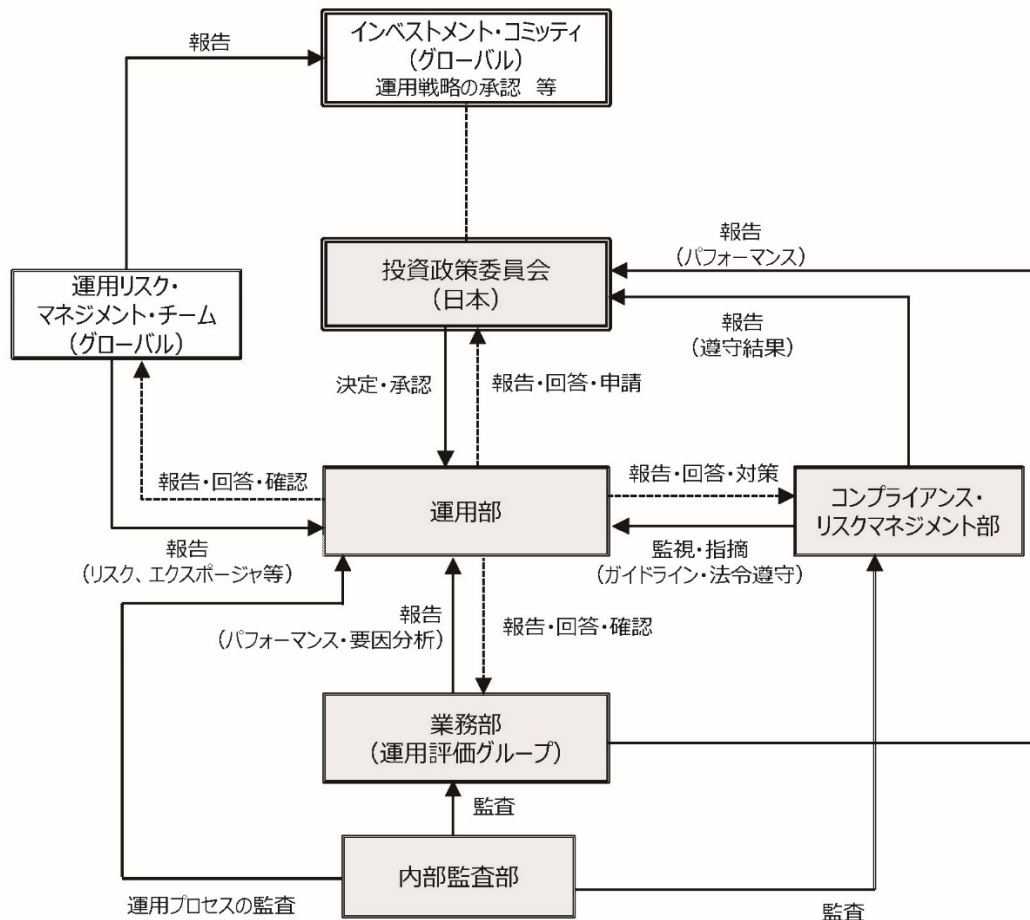 報告
インベストメント・コミッティ
(グローバル)
運用戦略の承認 等
運用リスク・
マネジメント・チーム
(グローバル)
投資政策委員会
(日本)
報告
(パフォーマンス)
報告
(遵守結果)
決定・承認
報告・回答・申請
報告・回答・確認
運用部
報告・回答・対策
コンプライアンス・
リスクマネジメント部
報告
(リスク、エクスポージャ等)
監視・指摘
(ガイドライン・法令遵守)
報告
(パフォーマンス・要因分析)
報告・回答・確認
業務部
(運用評価グループ)
監査
内部監査部
運用プロセスの監査
監査